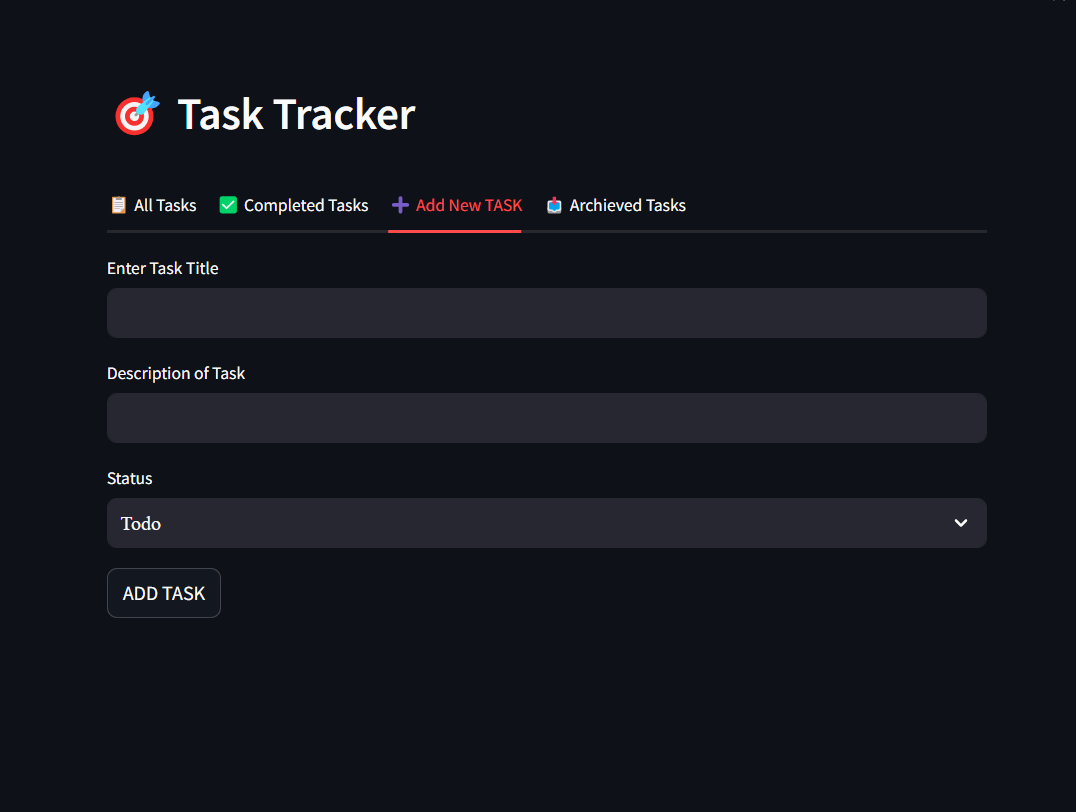 Task Tracker
All Tasks Completed Tasks Add New TASK Archieved Tasks
Enter Task Title
Description of Task
Status
Todo
ADD TASK